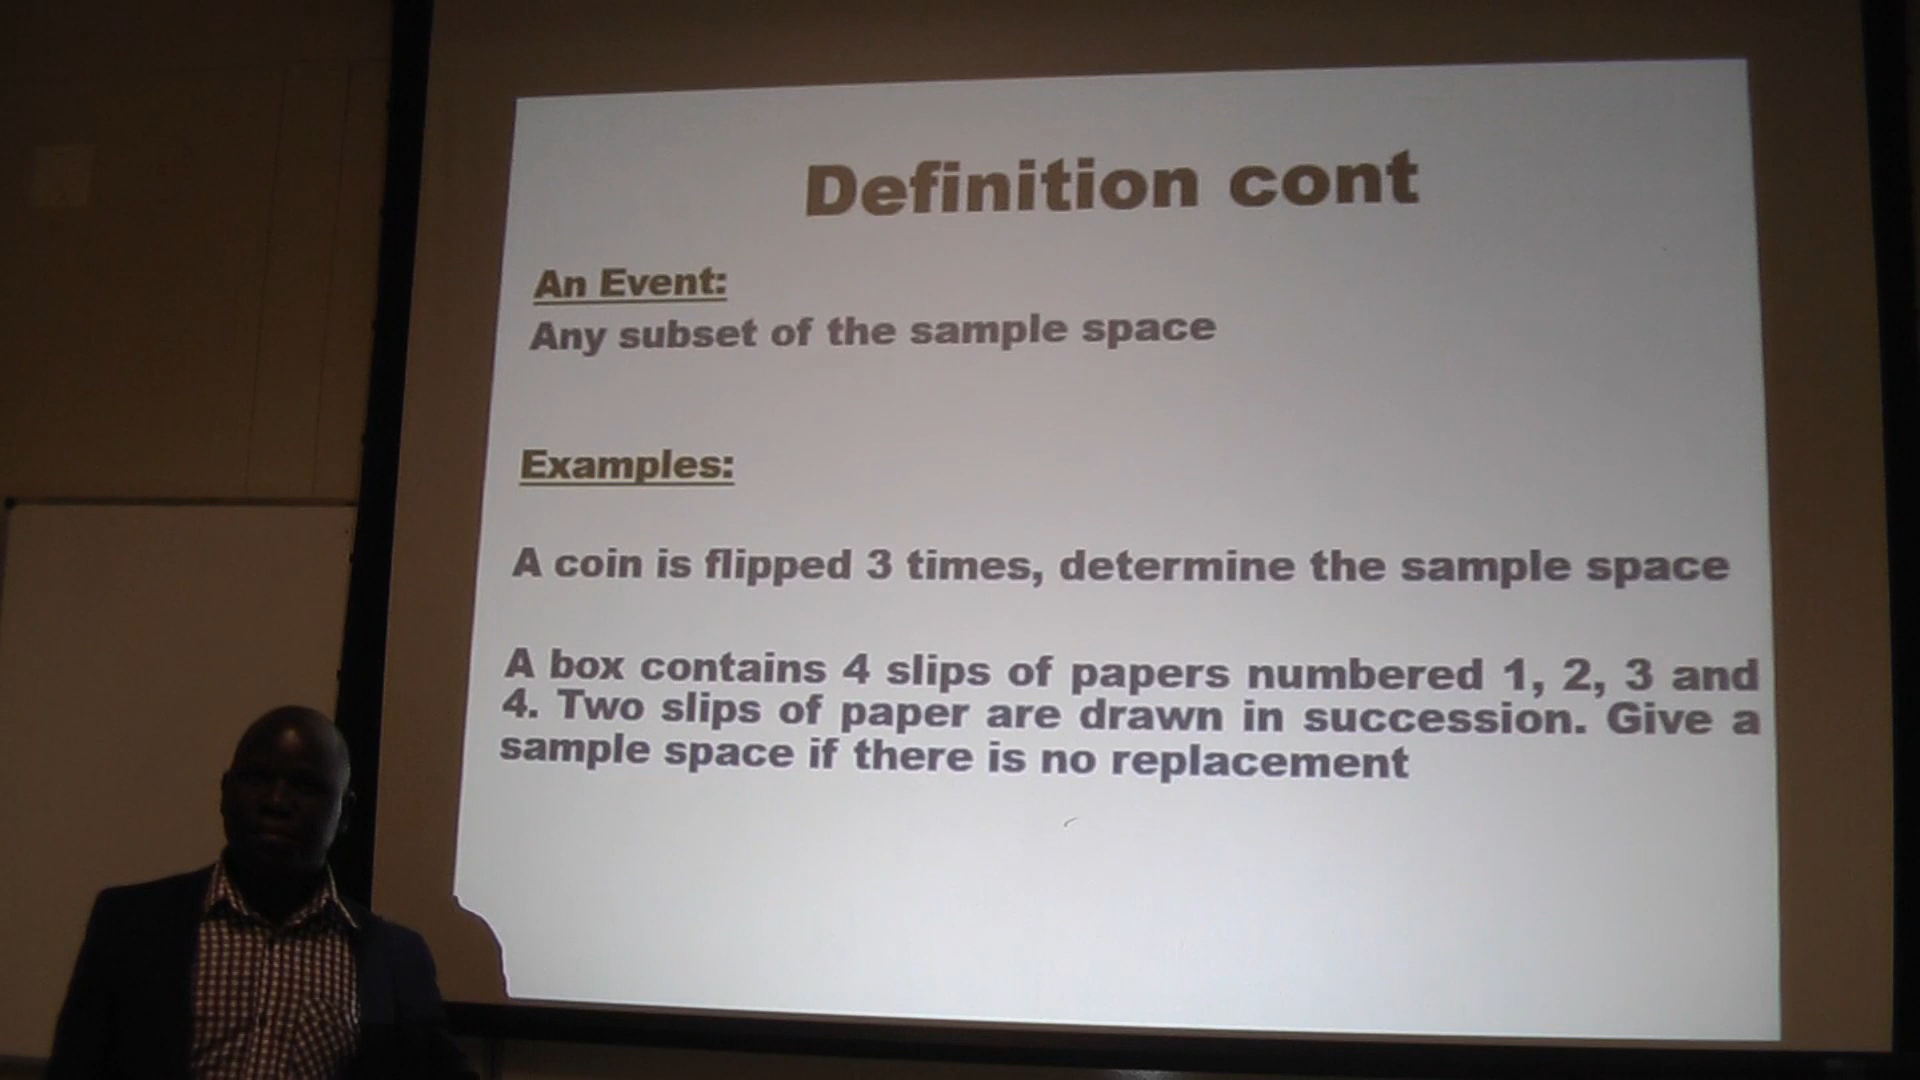 Definition cont
An Event:
Any subset of the sample space
Examples:
A coin is flipped 3 times, determine the sample space
A box contains 4 slips of papers numbered 1, 2, 3 and
4. Two slips of paper are drawn in succession. Give a
sample space if there is no replacement